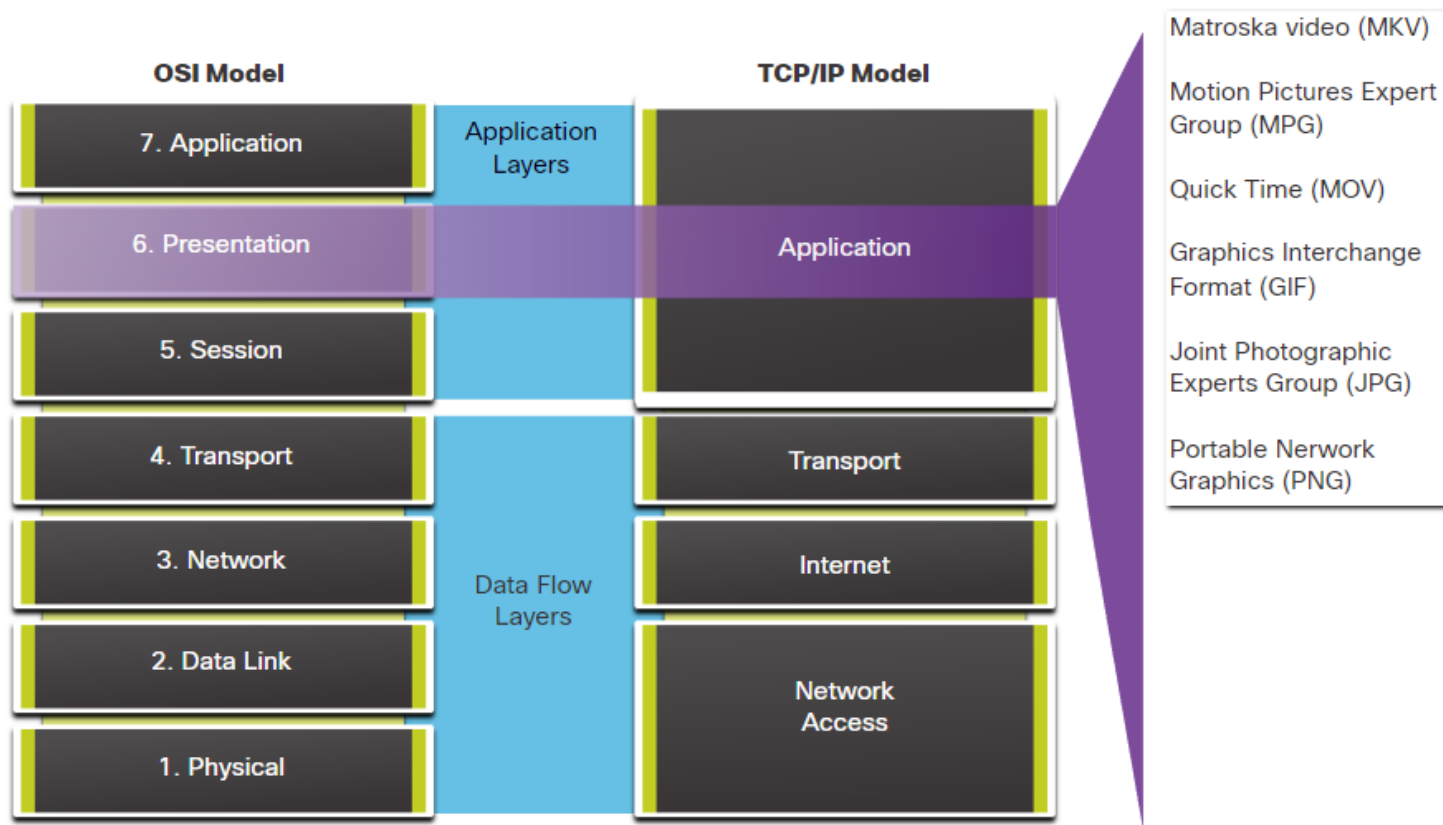 OSI Model
TCP/IP Model
7. Application
6. Presentation
5. Session
4. Transport
3. Network
2. Data Link
1. Physical
Application
Layers
Data Flow
Layers
Application
Transport
Internet
Network
Access
Matroska video (MKV)
Motion Pictures Expert
Group (MPG)
Quick Time (MOV)
Graphics Interchange
Format (GIF)
Joint Photographic
Experts Group (JPG)
Portable Nerwork
Graphics (PNG)